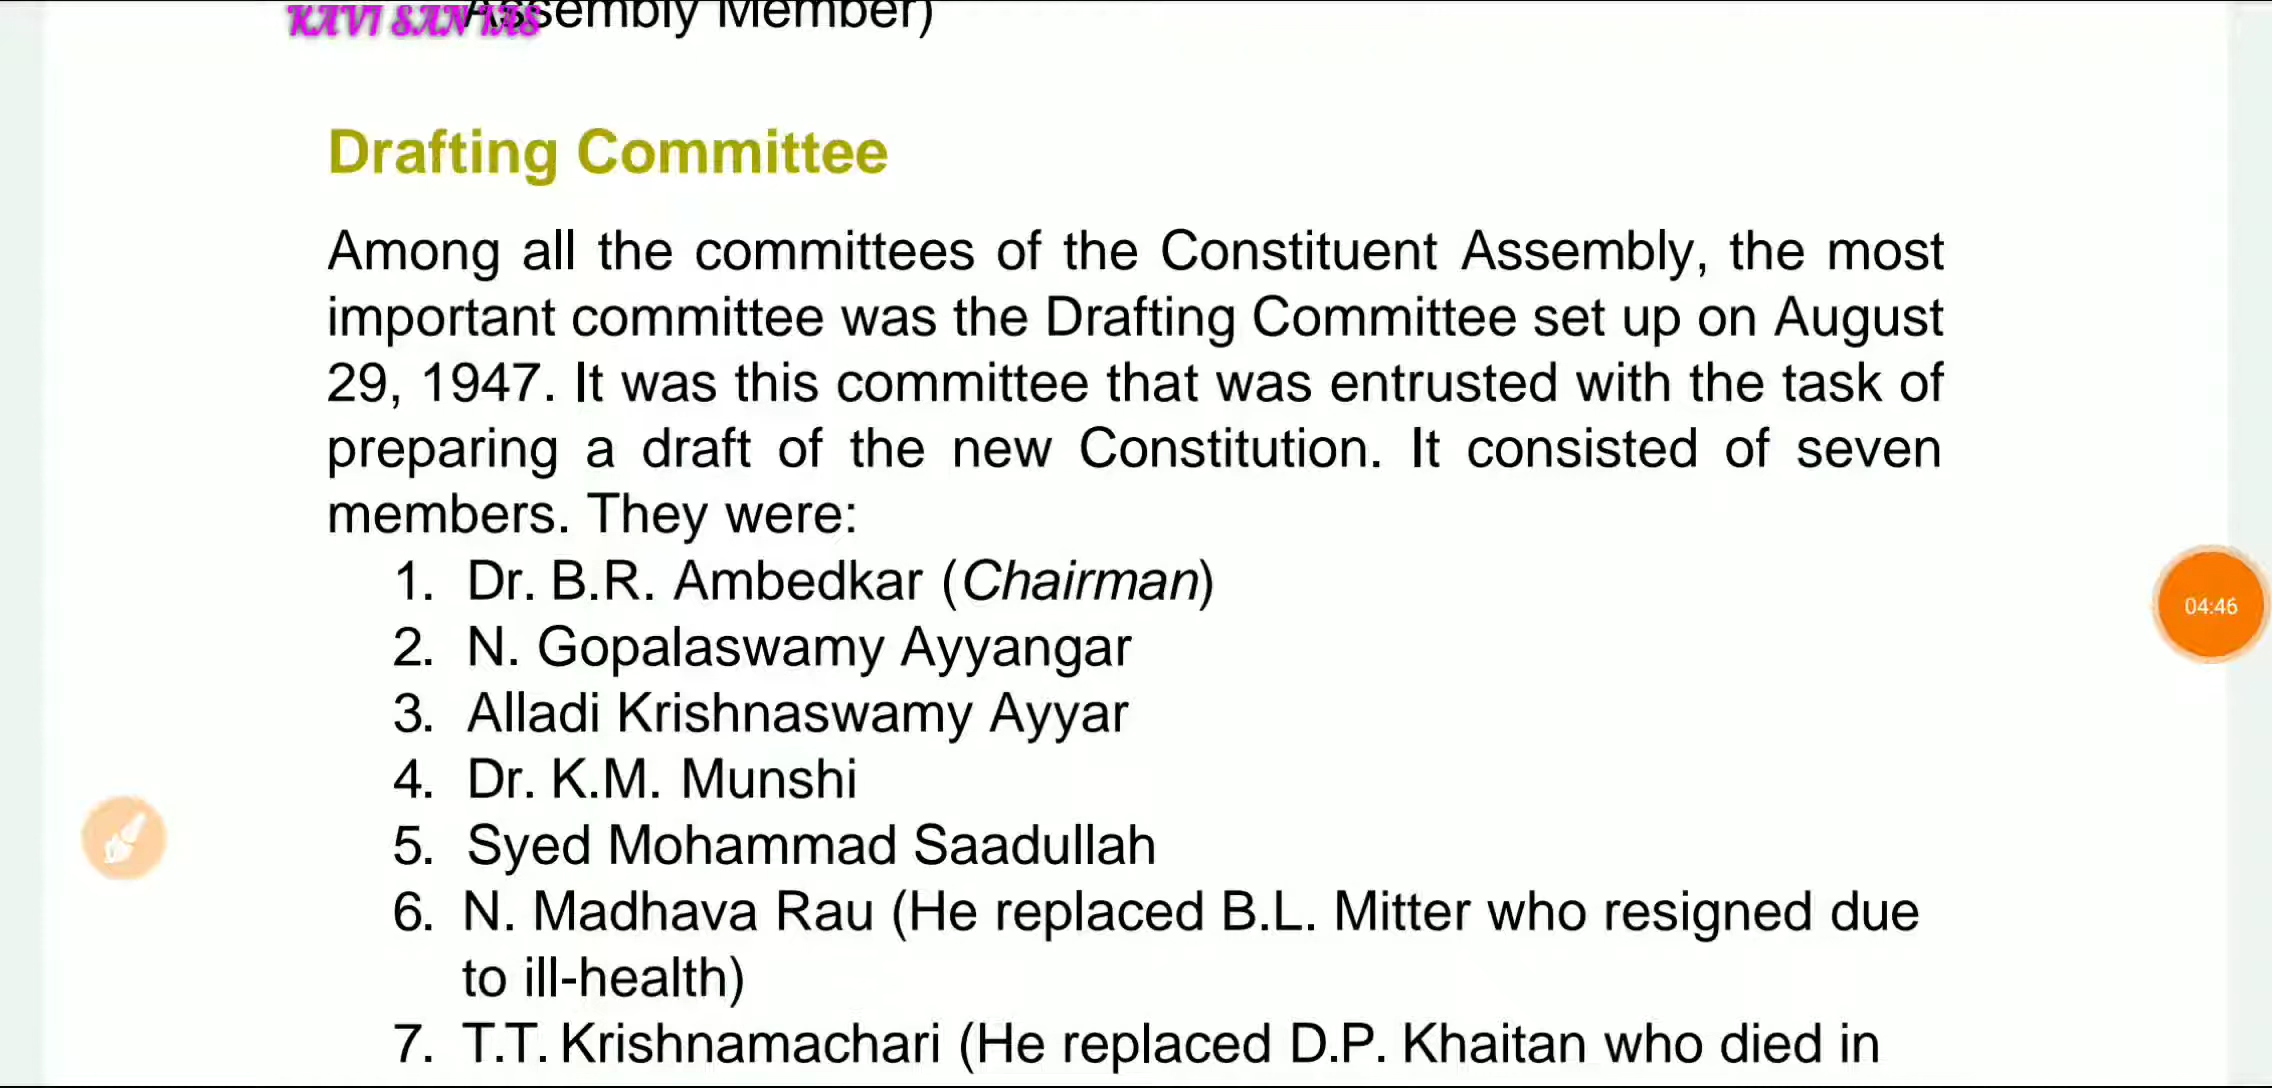 KAVI SANTAS
Assembly Member)
Drafting Committee
Among all the committees of the Constituent Assembly, the most
important committee was the Drafting Committee set up on August
29, 1947. It was this committee that was entrusted with the task of
preparing a draft of the new Constitution. It consisted of seven
members. They were:
1. Dr. B.R. Ambedkar (Chairman)
2. N. Gopalaswamy Ayyangar
3. Alladi Krishnaswamy Ayyar
4. Dr. K.M. Munshi
5. Syed Mohammad Saadullah
04:46
6. N. Madhava Rau (He replaced B.L. Mitter who resigned due
to ill-health)
7. T.T. Krishnamachari (He replaced D.P. Khaitan who died in